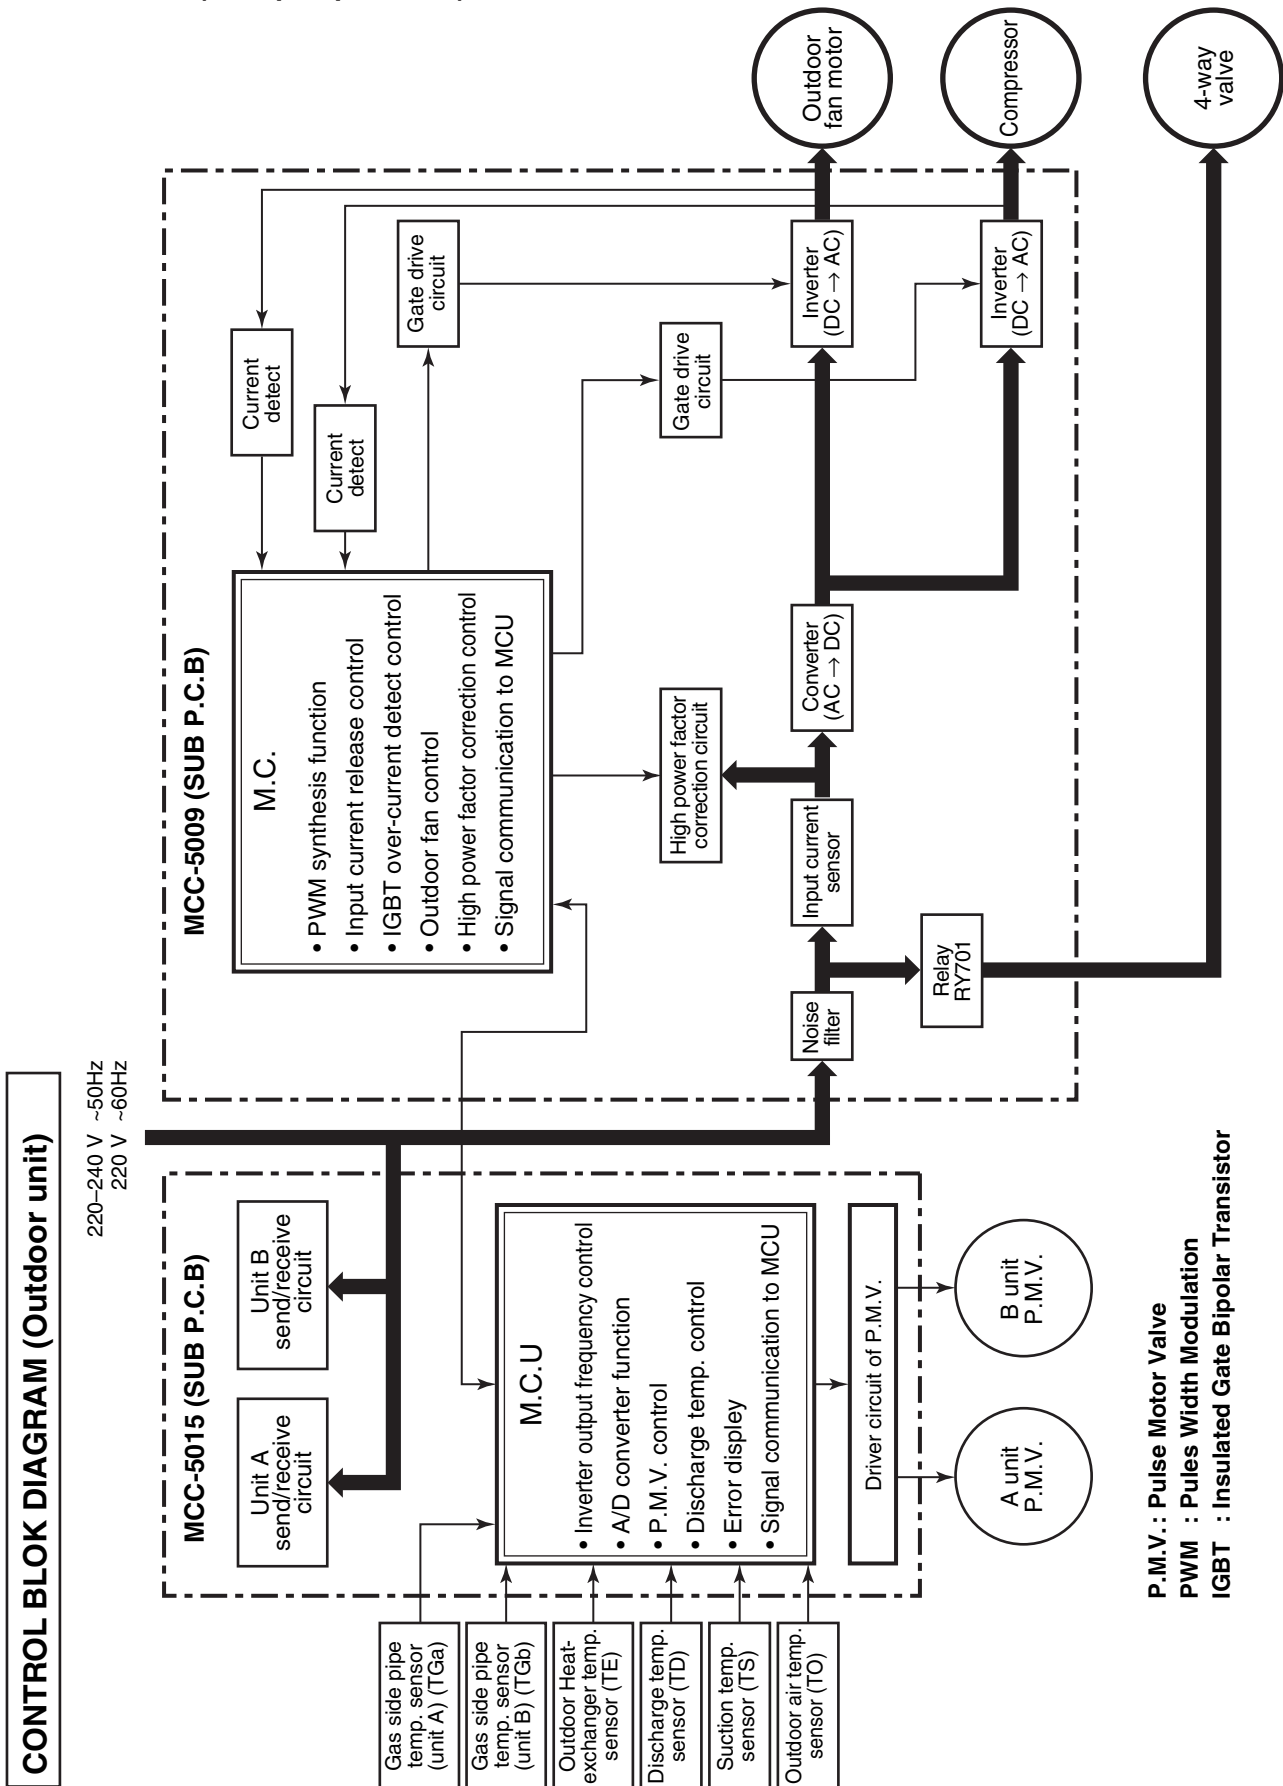 CONTROL BLOK DIAGRAM (Outdoor unit)
220–240 V ~50Hz
220 V ~60Hz
MCC-5015 (SUB P.C.B)
Unit A
send/receive
circuit
Unit B
send/receive
circuit
Gas side pipe
temp. sensor
(unit A) (TGa)
Gas side pipe
temp. sensor
(unit B) (TGb)
Outdoor Heat-
exchanger temp.
sensor (TE)
Discharge temp.
sensor (TD)
Suction temp.
sensor (TS)
Outdoor air temp.
sensor (TO)
M.C.U
• Inverter output frequency control
• A/D converter function
• P.M.V. control
• Discharge temp. control
• Error displey
• Signal communication to MCU
Driver circuit of P.M.V.
A unit
P.M.V.
B unit
P.M.V.
MCC-5009 (SUB P.C.B)
M.C.
• PWM synthesis function
• Input current release control
• IGBT over-current detect control
• Outdoor fan control
• High power factor correction control
• Signal communication to MCU
Current
detect
Current
detect
Gate drive
circuit
Gate drive
circuit
High power factor
correction circuit
Noise
filter
Input current
sensor
Converter
(AC → DC)
Inverter
(DC → AC)
Inverter
(DC → AC)
Relay
RY701
Outdoor
fan motor
Compressor
4-way
valve
P.M.V. : Pulse Motor Valve
PWM : Pules Width Modulation
IGBT : Insulated Gate Bipolar Transistor